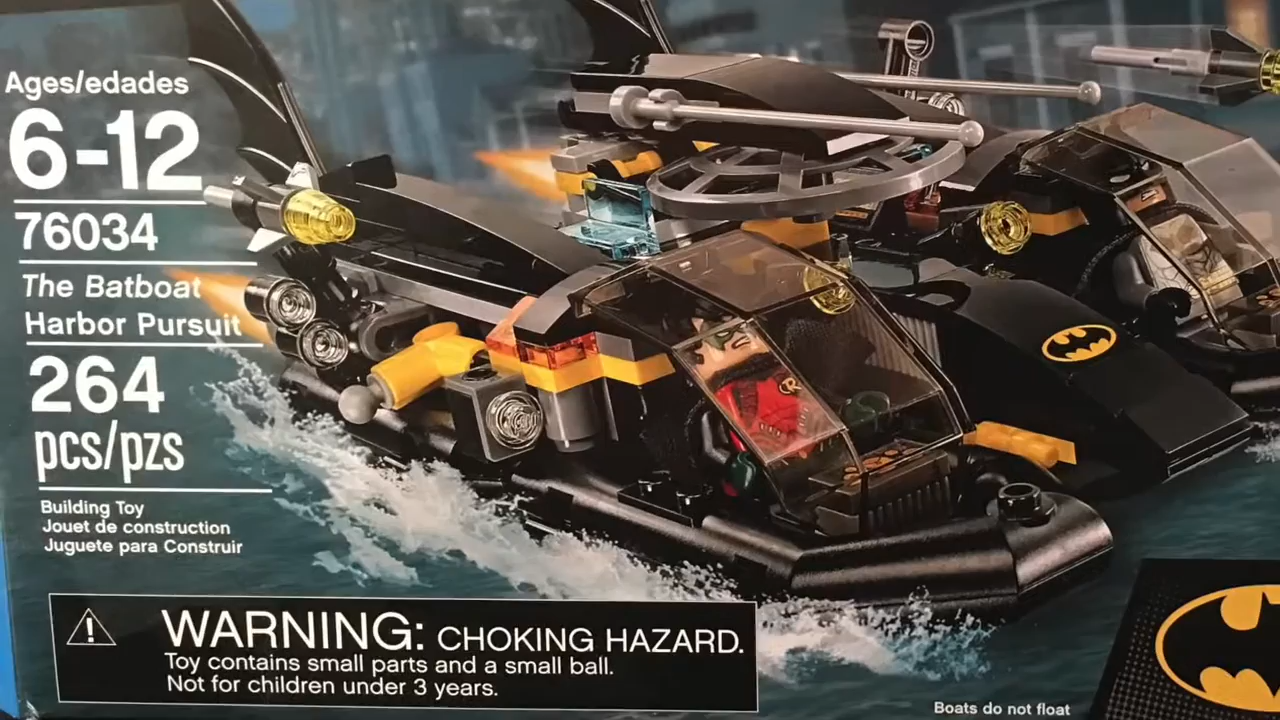 Ages/edades
6-12
76034
The Batboat
Harbor Pursuit
264
pcs/pzs
Building Toy
Jouet de construction
Juguete para Construir
WARNING: CHOKING HAZARD.
Toy contains small parts and a small ball.
Not for children under 3 years.
Boats do not float
R